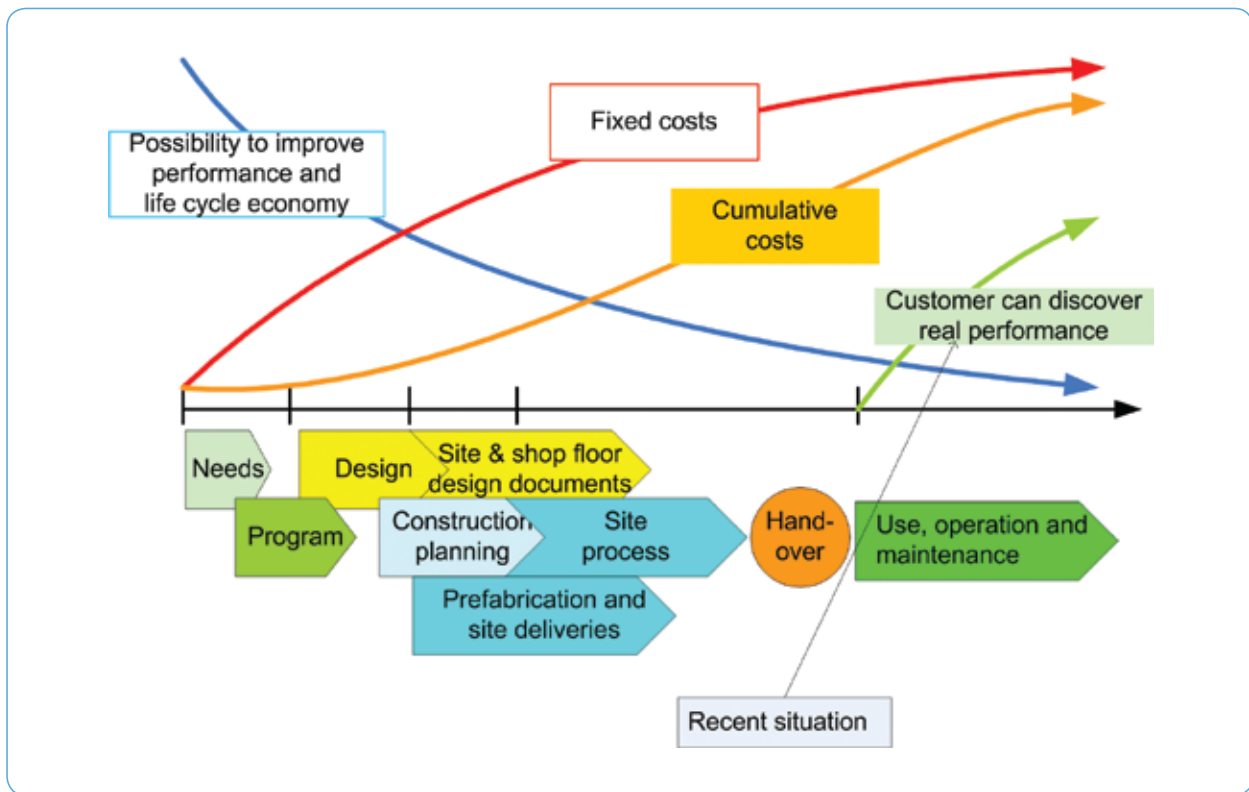 Fixed costs
Possibility to improve
performance and
life cycle economy
Cumulative
costs
Customer can discover
real performance
Needs
Design
Site & shop floor
design documents
Program
Construction
planning
Site
process
Hand-
over
Use, operation and
maintenance
Prefabrication and
site deliveries
Recent situation